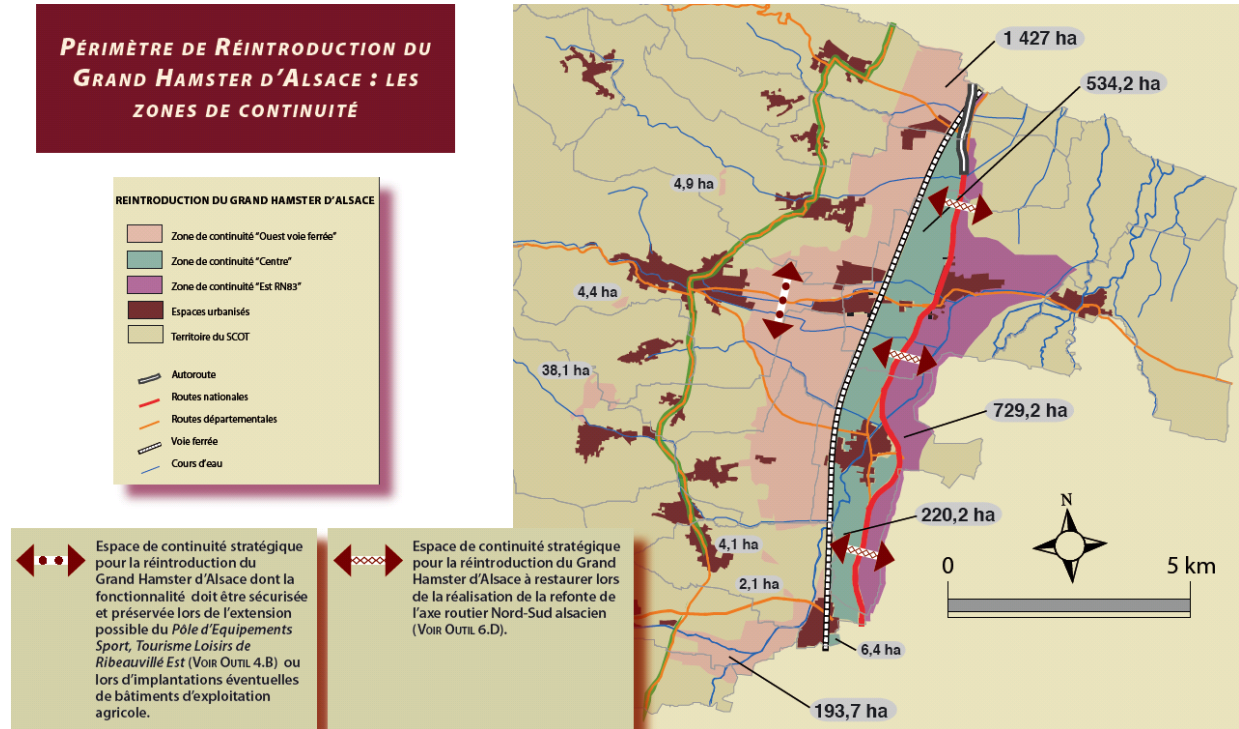 PÉRIMÈTRE DE RÉINTRODUCTION DU
GRAND HAMSTER D'ALSACE : LES
ZONES DE CONTINUITÉ
REINTRODUCTION DU GRAND HAMSTER D'ALSACE
Zone de continuité "Ouest voie ferrée"
Zone de continuité "Centre"
Zone de continuité "Est RN83"
Espaces urbanisés
Territoire du SCOT
Autoroute
Routes nationales
Routes départementales
Voie ferrée
Cours d'eau
Espace de continuité stratégique
pour la réintroduction du
Grand Hamster d'Alsace dont la
fonctionnalité doit être sécurisée
et préservée lors de l'extension
possible du Pôle d'Equipements
Sport, Tourisme Loisirs de
Ribeauvillé Est (VOIR OUTIL 4.B) ou
lors d'implantations éventuelles
de bâtiments d'exploitation
agricole.
Espace de continuité stratégique
pour la réintroduction du Grand
Hamster d'Alsace à restaurer lors
de la réalisation de la refonte de
l'axe routier Nord-Sud alsacien
(VOIR OUTIL 6.D).
1 427 ha
534,2 ha
4,9 ha
4,4 ha
38,1 ha
729,2 ha
220,2 ha
4,1 ha
2,1 ha
6,4 ha
193,7 ha
N
0 5 km